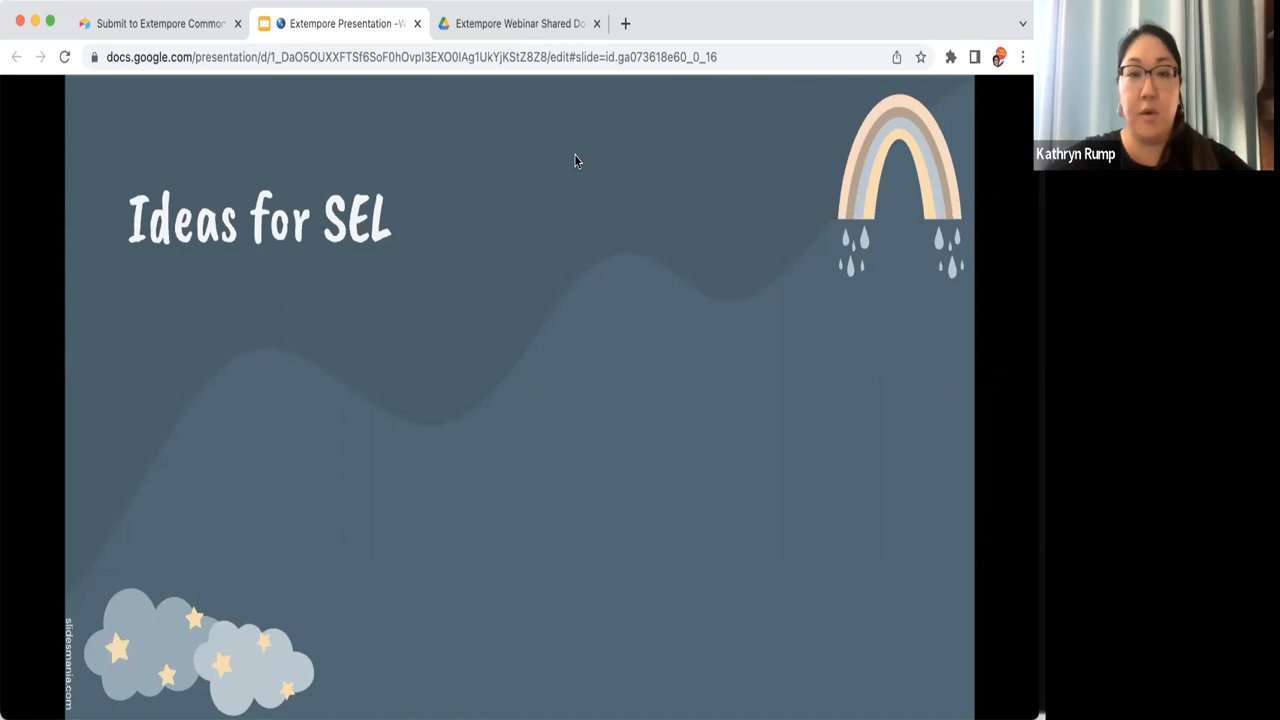 Submit to Extempore Common
Extempore Presentation - W
Extempore Webinar Shared Do
docs.google.com/presentation/d/1_DaO5OUXXFTSf6SoF0hOvpI3EXO0IAg1UkYjKStZ8Z8/edit#slide=id.ga073618e60_0_16
Kathryn Rump
Ideas for SEL
slidesmania.com